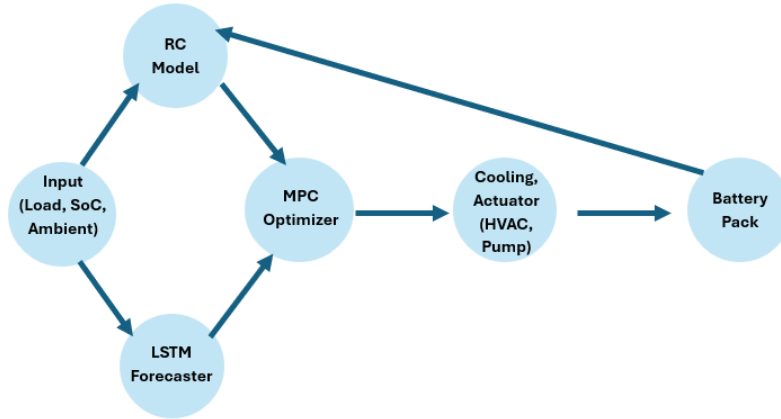 RC
Model
Input
(Load, SoC,
Ambient)
MPC
Optimizer
Cooling,
Actuator
(HVAC,
Pump)
Battery
Pack
LSTM
Forecaster